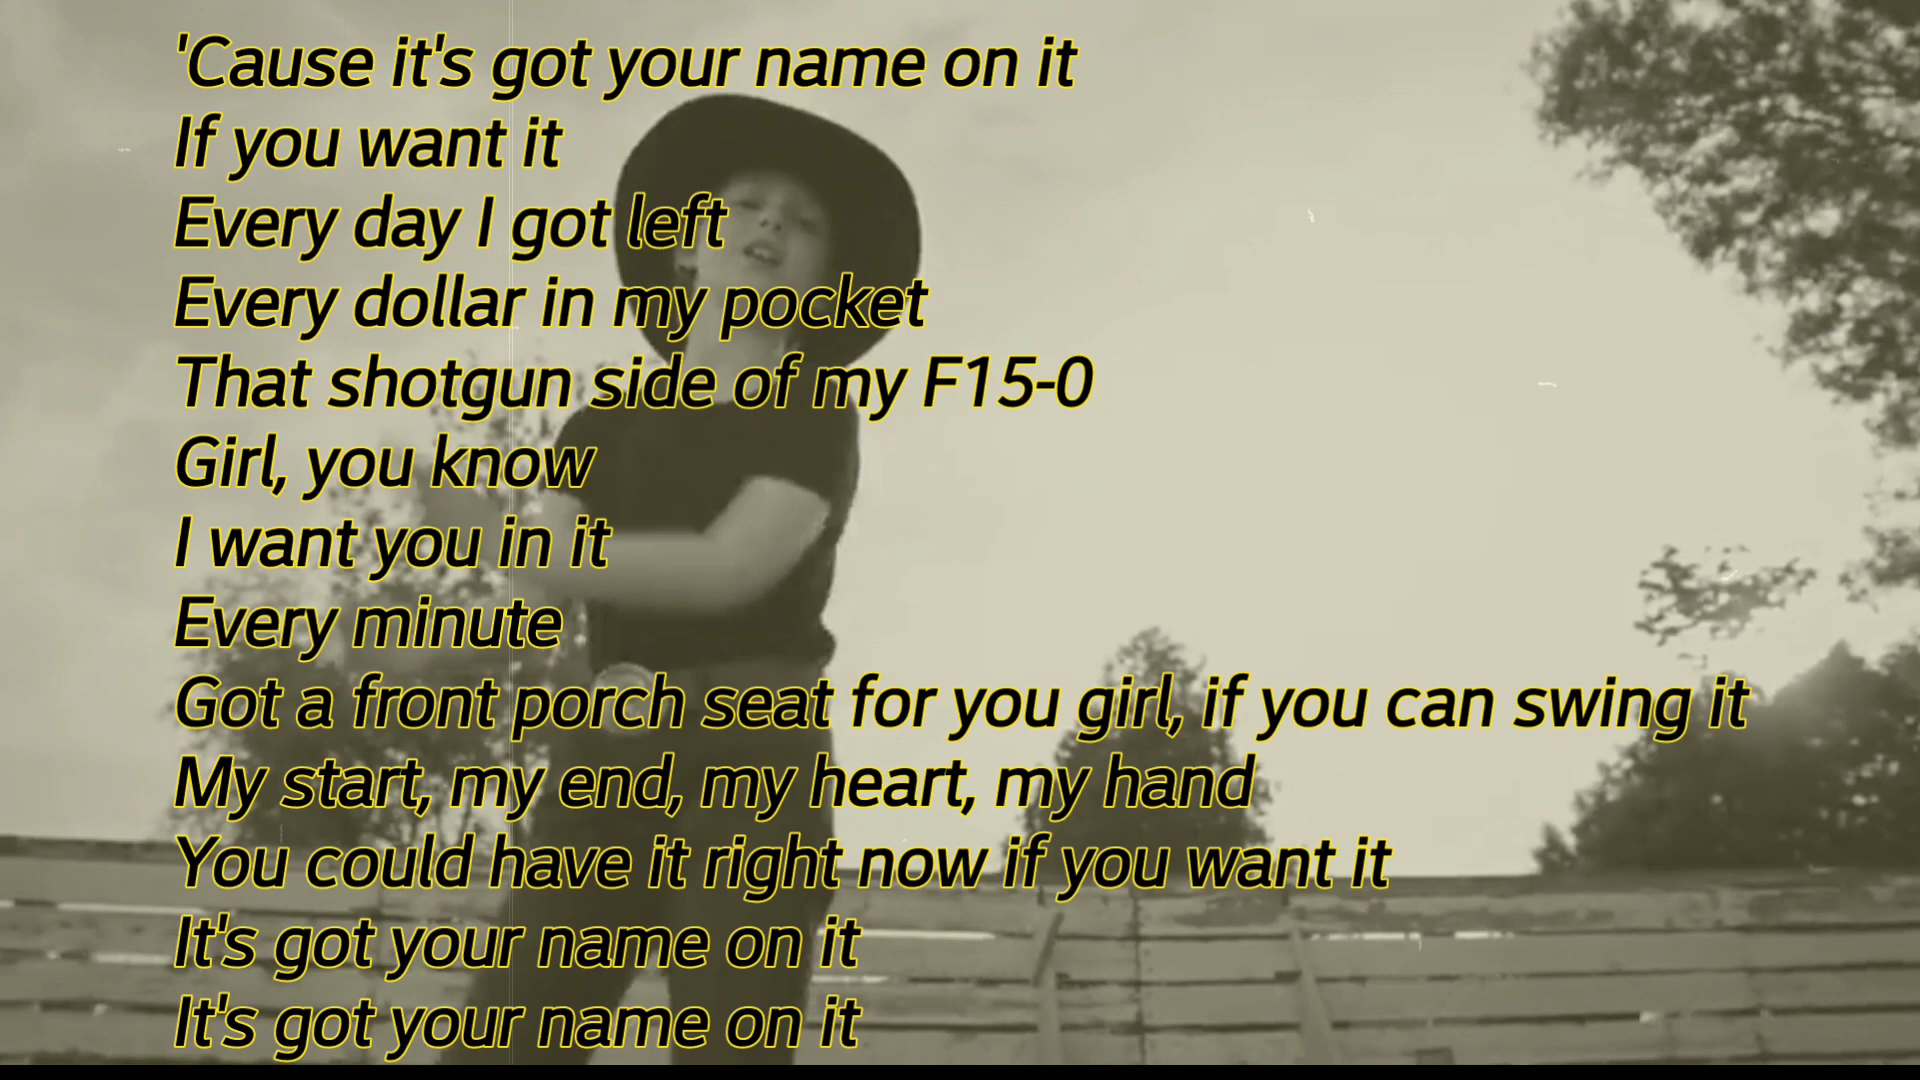 'Cause it's got your name on it
If you want it
Every day I got left
Every dollar in my pocket
That shotgun side of my F15-0
Girl, you know
I want you in it
Every minute
Got a front porch seat for you girl, if you can swing it
My start, my end, my heart, my hand
You could have it right now if you want it
It's got your name on it
It's got your name on it